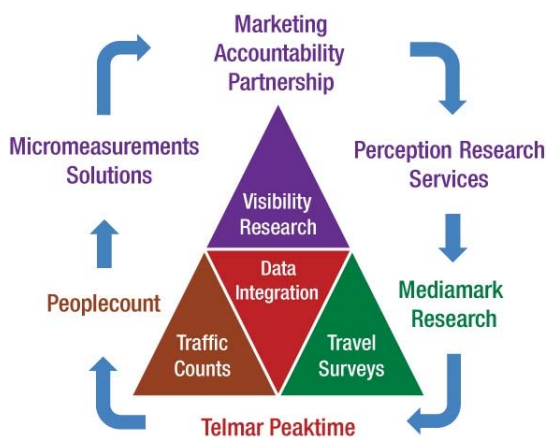 Marketing
Accountability
Partnership
Micromeasurements
Solutions
Perception Research
Services
Visibility
Research
Data
Integration
Peoplecount
Mediamark
Research
Traffic
Counts
Travel
Surveys
Telmar Peaktime